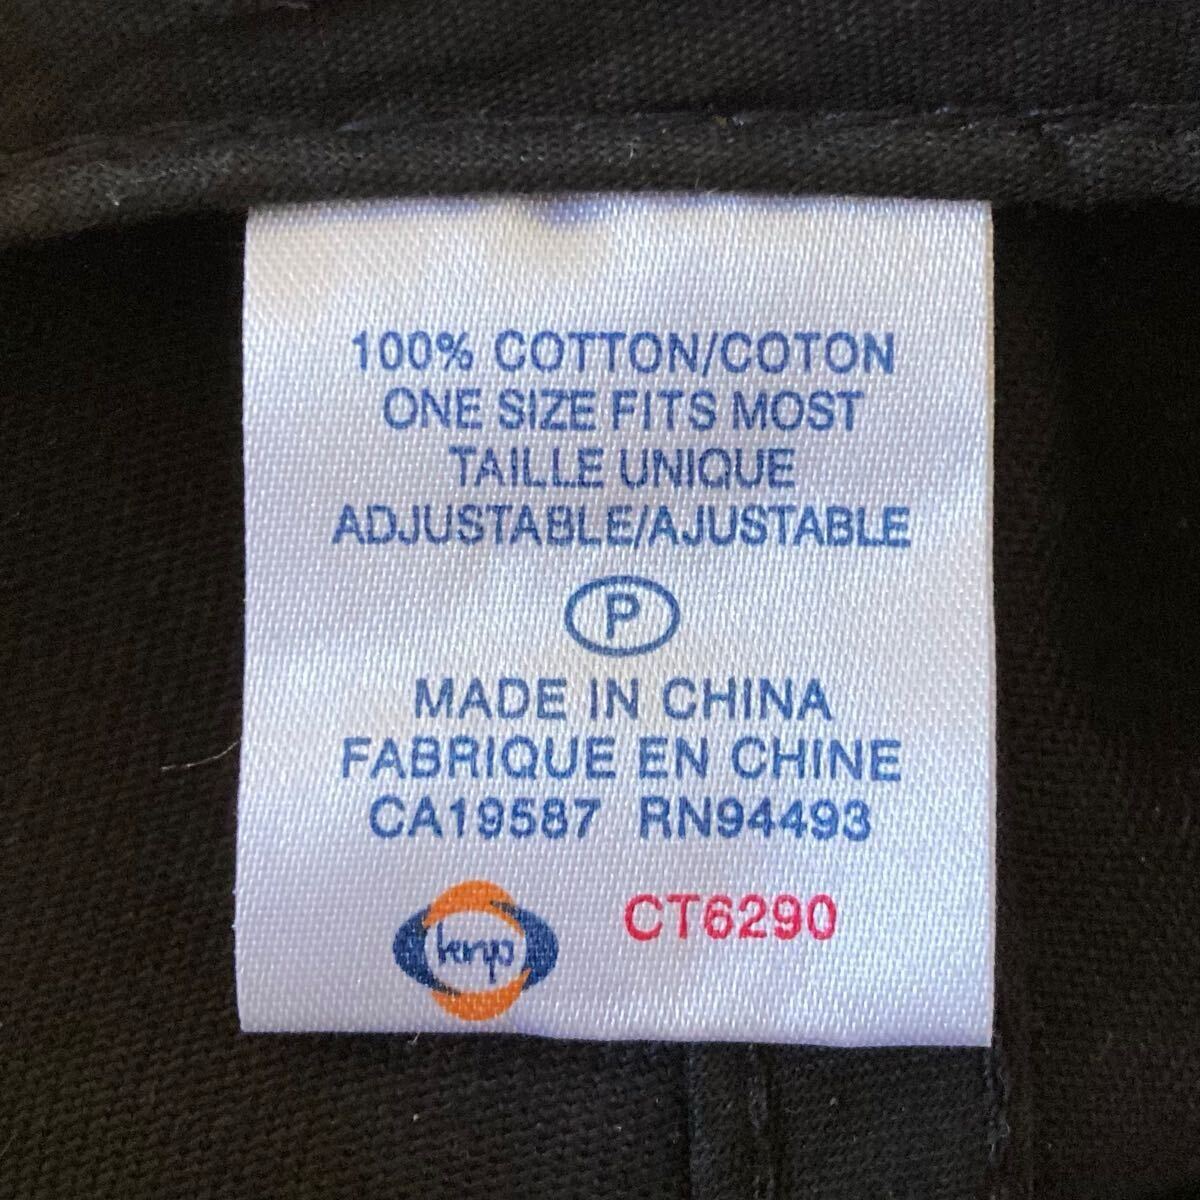 100% COTTON/COTON
ONE SIZE FITS MOST
TAILLE UNIQUE
ADJUSTABLE/AJUSTABLE
P
MADE IN CHINA
FABRIQUE EN CHINE
CA19587 RN94493
knp CT6290